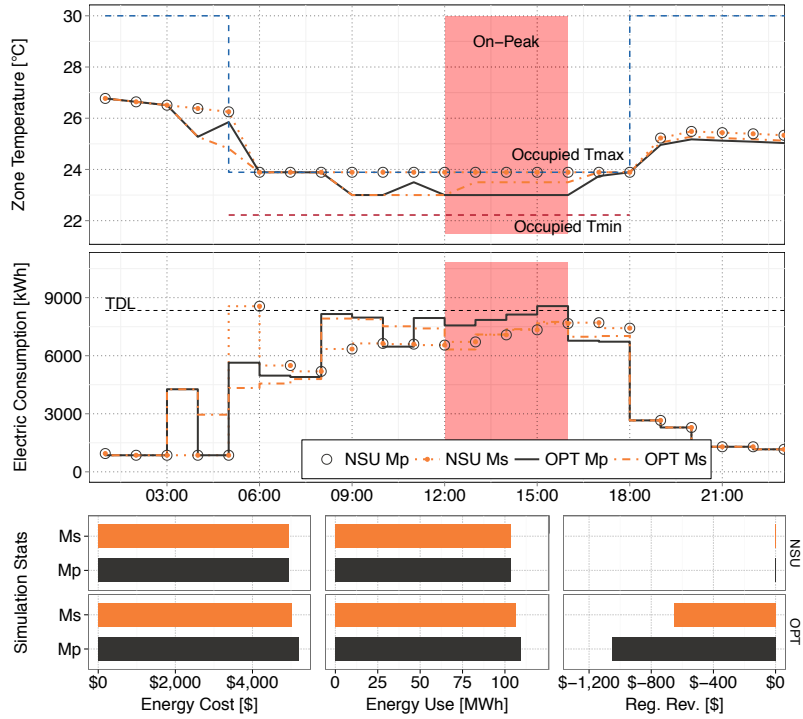 Zone Temperature [°C]
30
28
26
24
22
On−Peak
Occupied Tmax
Occupied Tmin
Electric Consumption [kWh]
9000
6000
3000
0
TDL
NSU Mp
NSU Ms
OPT Mp
OPT Ms
03:00
06:00
09:00
12:00
15:00
18:00
21:00
Simulation Stats
Ms
Mp
NSU
Ms
Mp
OPT
$0
$2,000
$4,000
0
25
50
75
100
$−1,200
$−800
$−400
$0
Energy Cost [$]
Energy Use [MWh]
Reg. Rev. [$]